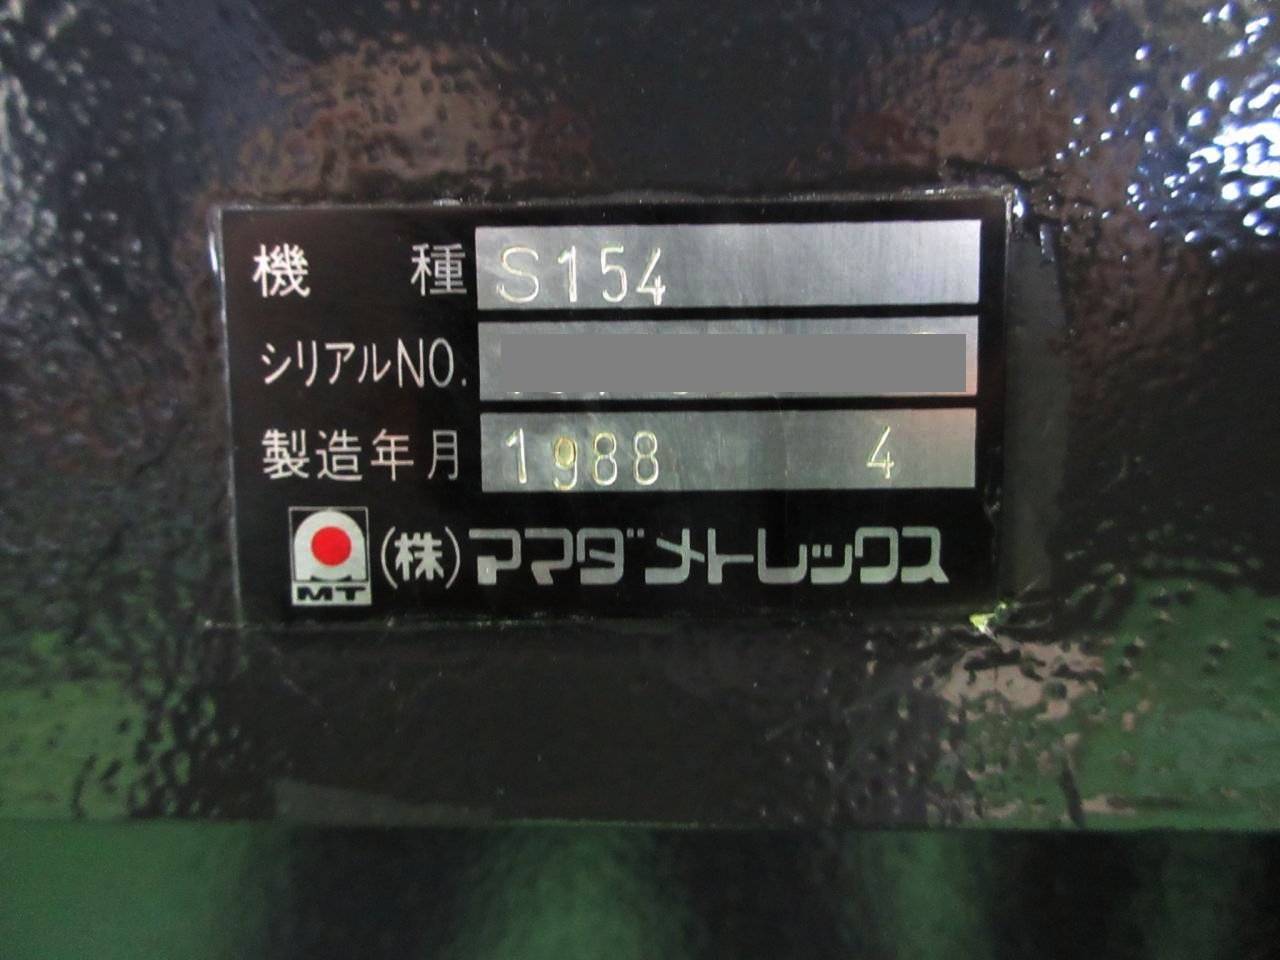 機種 S154
シリアルNO.
製造年月 1988 4
MT (株)アマダメトレックス